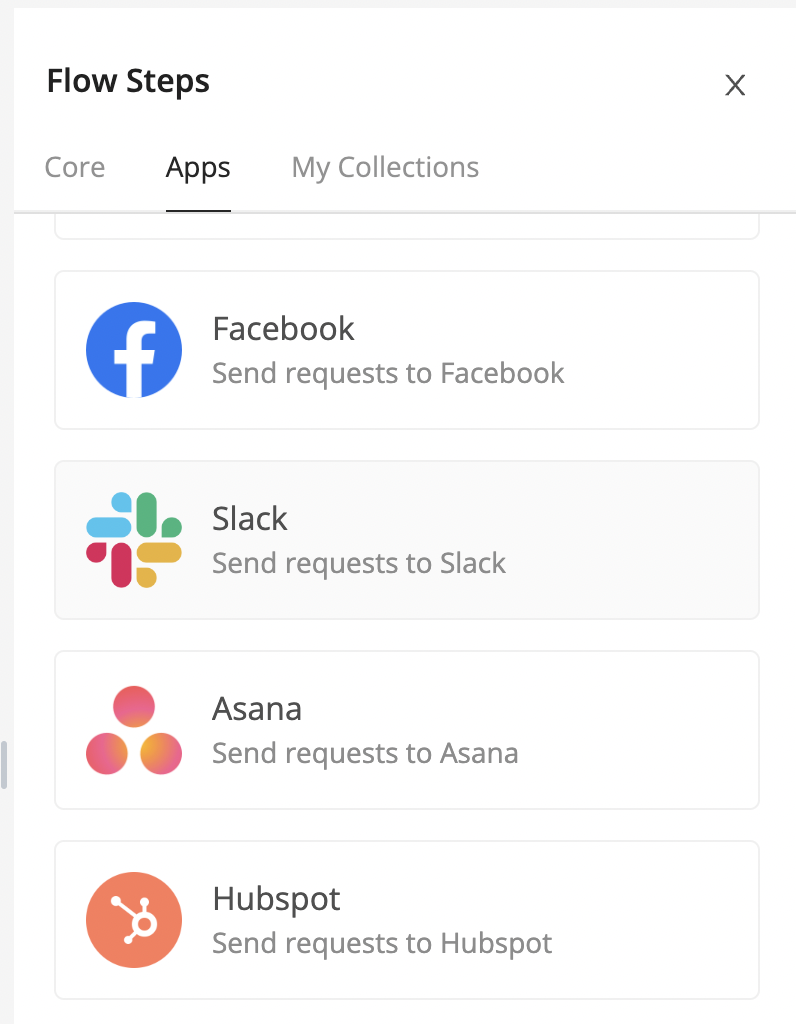 Flow Steps
Core Apps My Collections
Facebook
Send requests to Facebook
Slack
Send requests to Slack
Asana
Send requests to Asana
Hubspot
Send requests to Hubspot